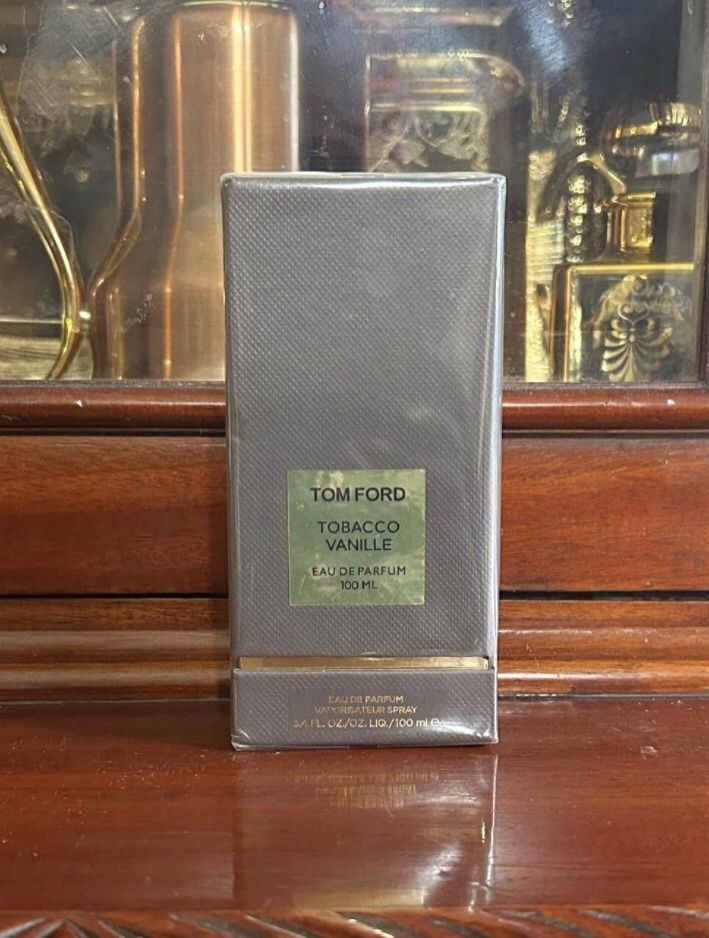 TOM FORD
TOBACCO
VANILLE
EAU DE PARFUM
100 ML
EAU DE PARFUM
VAPORISATEUR SPRAY
3.4 FL. OZ./OZ. LIQ./100 ml e